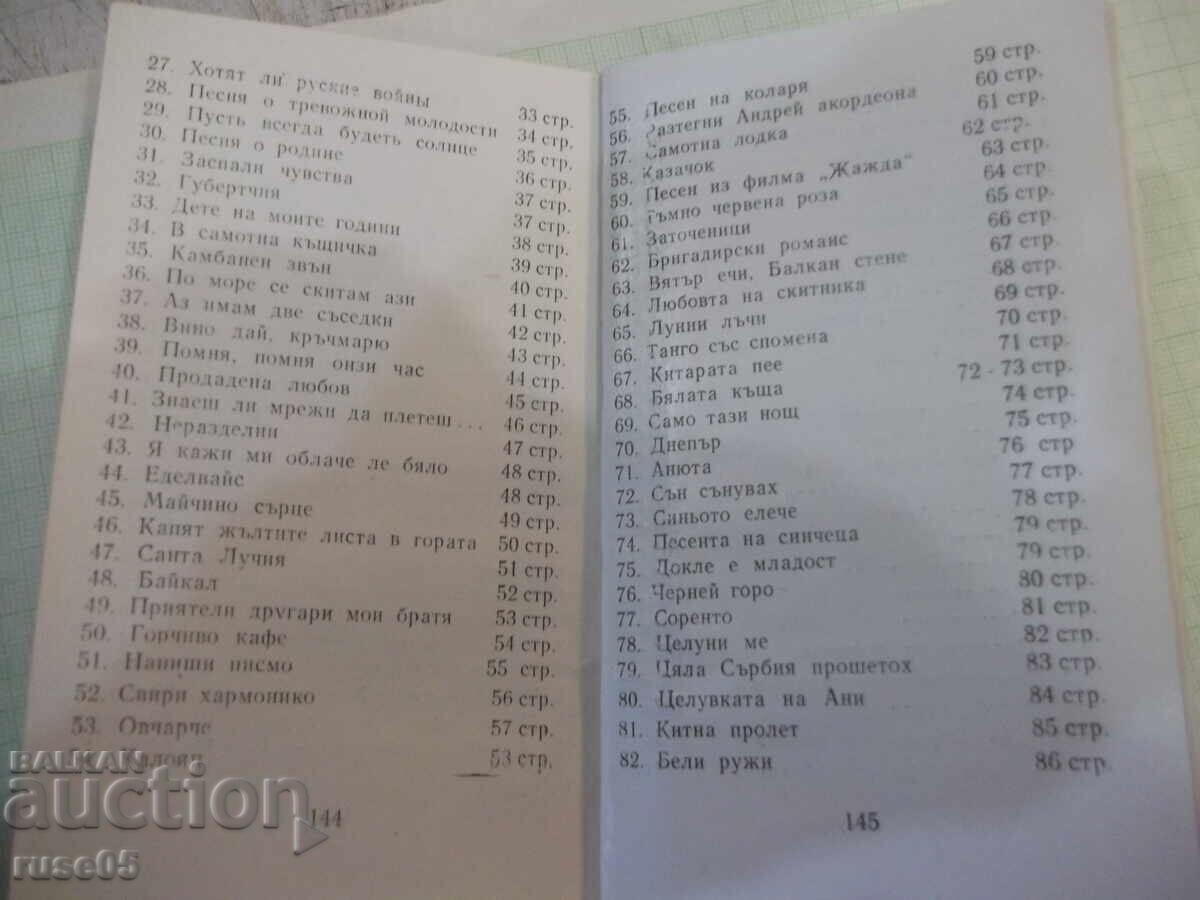 27. Хотят ли руские войны 33 стр.
28. Песня о тревожной молодости 34 стр.
29. Пусть всегда будеть солнце 35 стр.
30. Песня о родине 36 стр.
31. Заспали чувства 37 стр.
32. Губертчия 37 стр.
33. Дете на моите години 38 стр.
34. В самотна къщичка 39 стр.
35. Камбанен звън 40 стр.
36. По море се скитам ази 41 стр.
37. Аз имам две съседки 42 стр.
38. Вино дай, кръчмарю 43 стр.
39. Помня, помня онзи час 44 стр.
40. Продадена любов 45 стр.
41. Знаеш ли мрежи да плетеш... 46 стр.
42. Неразделни 47 стр.
43. Я кажи ми облаче ле бяло 48 стр.
44. Еделвайс 48 стр.
45. Майчино сърце 49 стр.
46. Капят жълтите листа в гората 50 стр.
47. Санта Лучия 51 стр.
48. Байкал 52 стр.
49. Приятели другари мои братя 53 стр.
50. Горчиво кафе 54 стр.
51. Напиши писмо 55 стр.
52. Свири хармонико 56 стр.
53. Овчарче 57 стр.
Калоян 53 стр.
144
55. Песен на коларя 59 стр.
56. Разтегни Андрей акордеона 60 стр.
57. Самотна лодка 61 стр.
58. Казачок 62 стр.
59. Песен из филма „Жажда" 63 стр.
60. Тъмно червена роза 64 стр.
61. Заточеници 65 стр.
62. Бригадирски романс 66 стр.
63. Вятър ечи, Балкан стене 67 стр.
64. Любовта на скитника 68 стр.
65. Лунни лъчи 69 стр.
66. Танго със спомена 70 стр.
67. Китарата пее 71 стр.
68. Бялата къща 72 - 73 стр.
69. Само тази нощ 74 стр.
70. Днепър 75 стр.
71. Анюта 76 стр
72. Сън сънувах 77 стр.
73. Синьото елече 78 стр.
74. Песента на синчеца 79 стр.
75. Докле е младост 79 стр.
76. Черней горо 80 стр.
77. Соренто 81 стр.
78. Целуни ме 82 стр.
79. Цяла Сърбия прошетох 83 стр.
80. Целувката на Ани 84 стр.
81. Китна пролет 85 стр.
82. Бели ружи 86 стр.
145
BALKAN
auction
ruse05